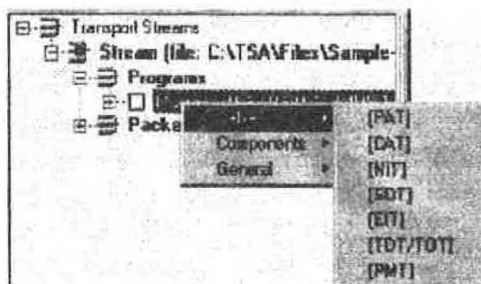 Transport Streams
Stream (file: C:\TSA\Files\Sample-
Programs
Packe
Components
General
[PAT]
[CAT]
[NIT]
[SDT]
[EIT]
[TDT/TOT]
[PMT]